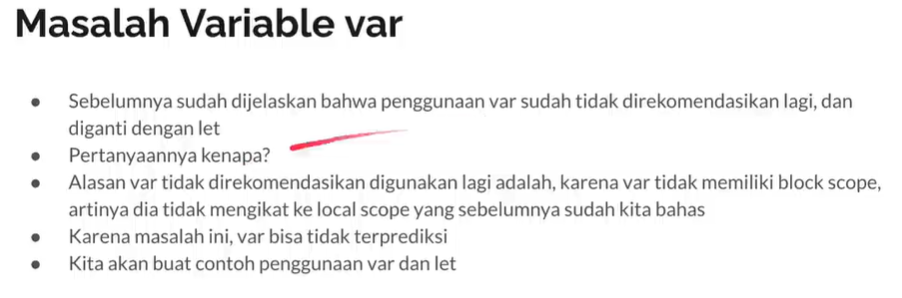 Masalah Variable var
● Sebelumnya sudah dijelaskan bahwa penggunaan var sudah tidak direkomendasikan lagi, dan
diganti dengan let
● Pertanyaannya kenapa?
● Alasan var tidak direkomendasikan digunakan lagi adalah, karena var tidak memiliki block scope,
artinya dia tidak mengikat ke local scope yang sebelumnya sudah kita bahas
● Karena masalah ini, var bisa tidak terprediksi
● Kita akan buat contoh penggunaan var dan let